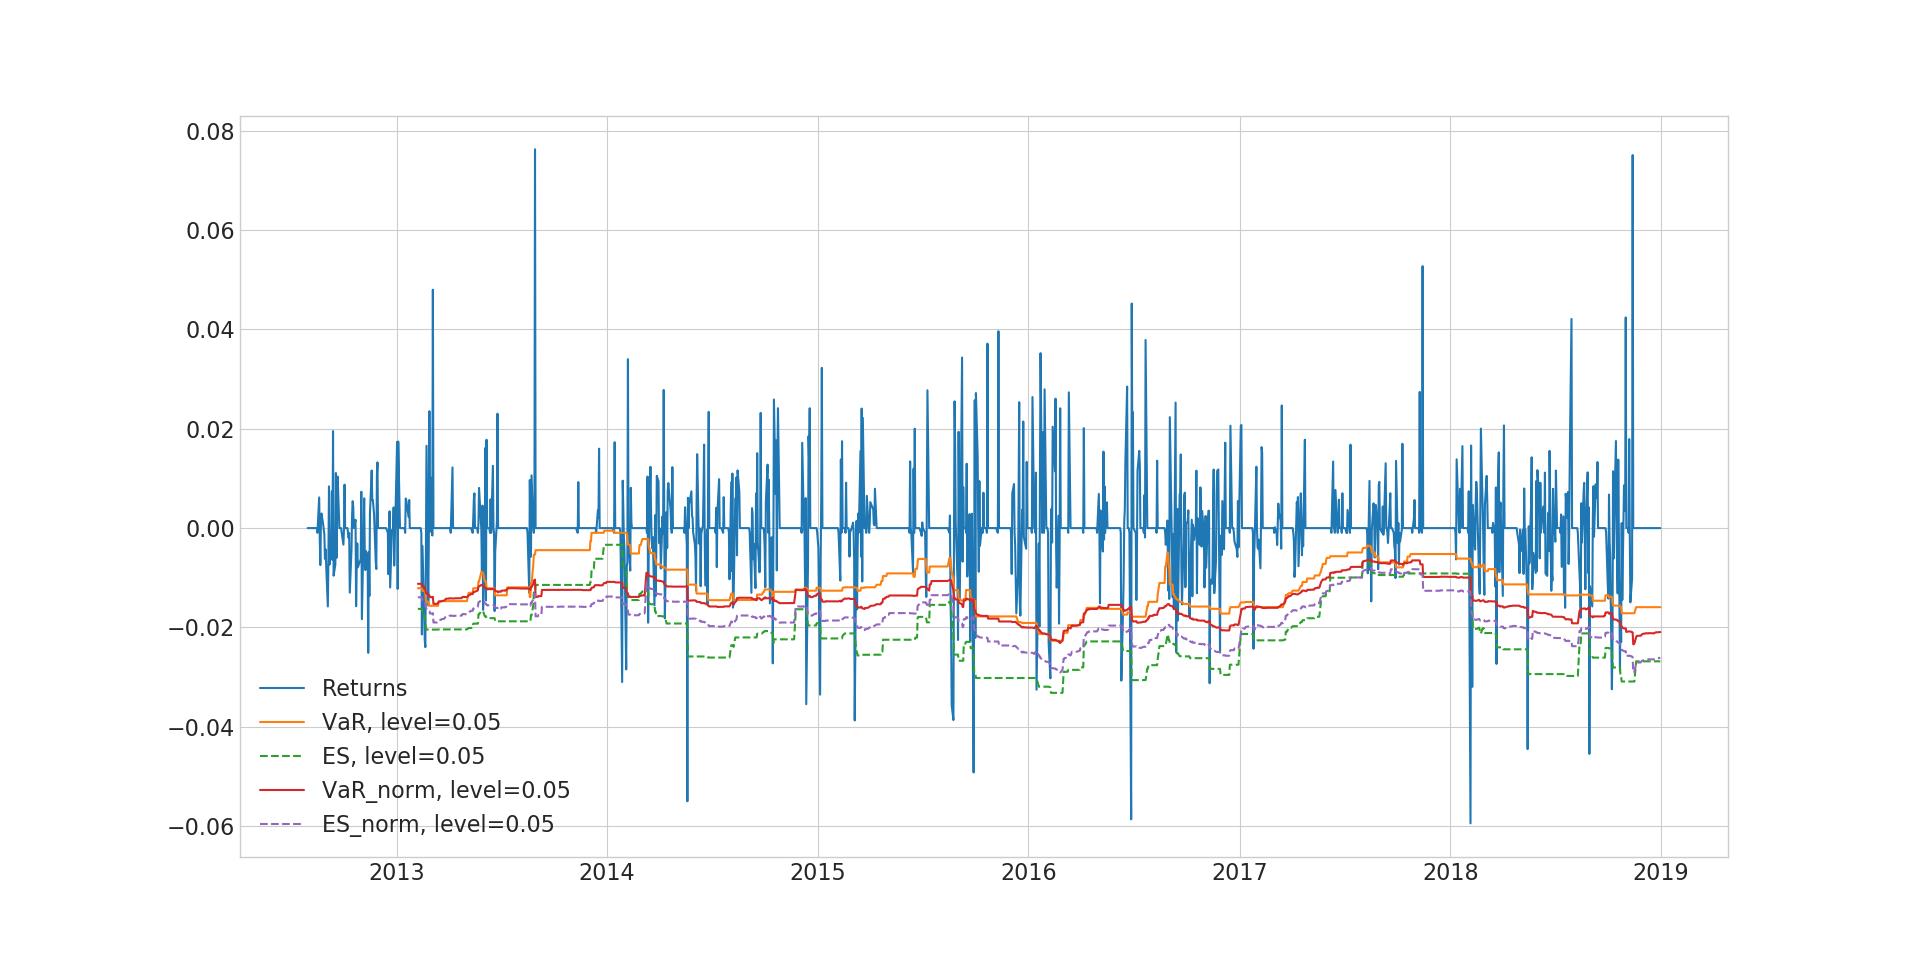 0.08
0.06
0.04
0.02
0.00
−0.02
−0.04
−0.06
Returns
VaR, level=0.05
ES, level=0.05
VaR_norm, level=0.05
ES_norm, level=0.05
2013 2014 2015 2016 2017 2018 2019